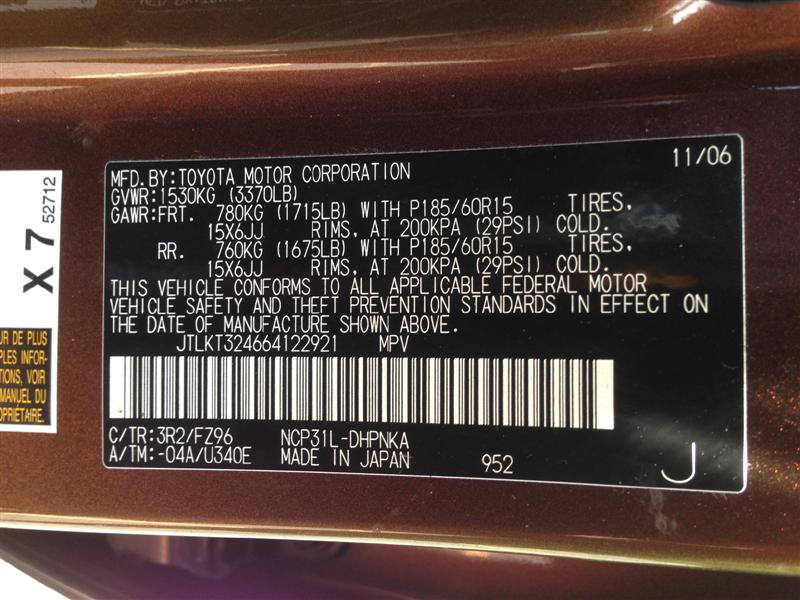 MFD.BY:TOYOTA MOTOR CORPORATION 11/06
GVWR:1530KG (3370LB)
GAWR:FRT. 780KG (1715LB) WITH P185/60R15 TIRES,
15X6JJ RIMS, AT 200KPA (29PSI) COLD.
RR. 760KG (1675LB) WITH P185/60R15 TIRES,
15X6JJ RIMS, AT 200KPA (29PSI) COLD.
THIS VEHICLE CONFORMS TO ALL APPLICABLE FEDERAL MOTOR
VEHICLE SAFETY AND THEFT PREVENTION STANDARDS IN EFFECT ON
THE DATE OF MANUFACTURE SHOWN ABOVE.
JTLKT324664122921 MPV
C/TR:3R2/FZ96 NCP31L-DHPNKA
A/TM:-04A/U340E MADE IN JAPAN 952 J
X 7
52712
UR DE PLUS
PLES INFOR-
TIONS, VOIR
MANUEL DU
OPRIÉTAIRE.